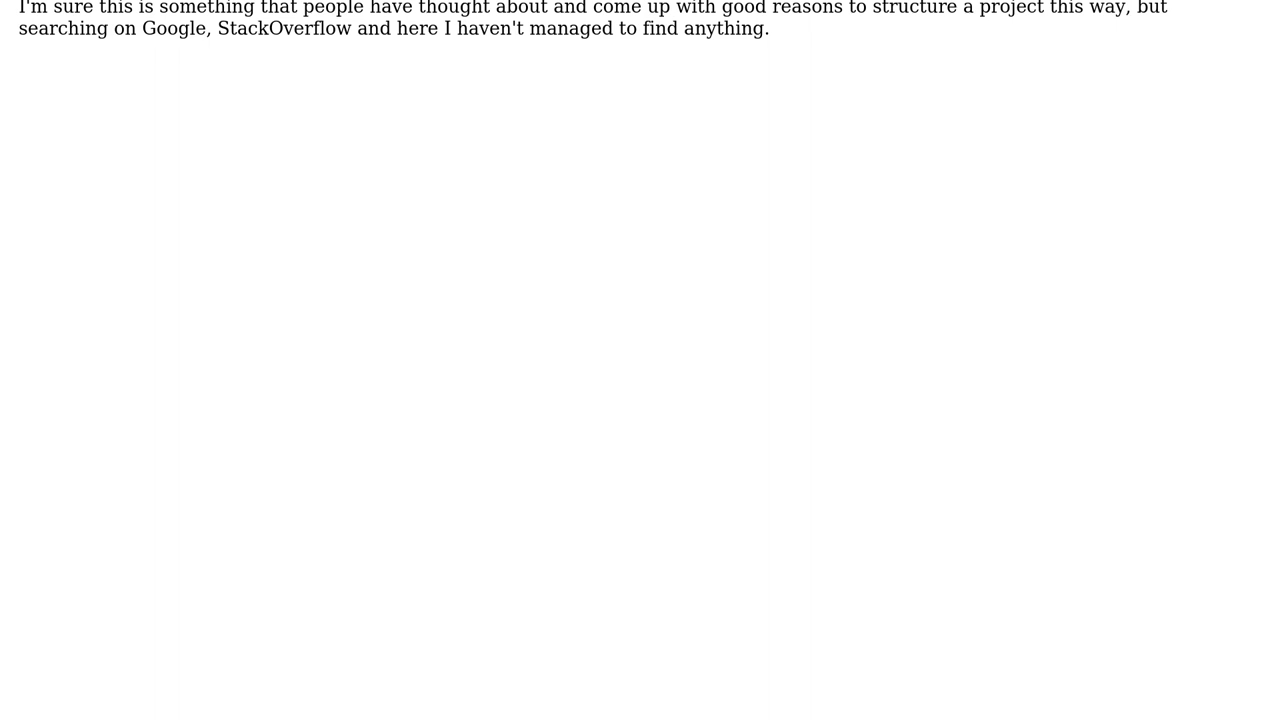 I'm sure this is something that people have thought about and come up with good reasons to structure a project this way, but
searching on Google, StackOverflow and here I haven't managed to find anything.